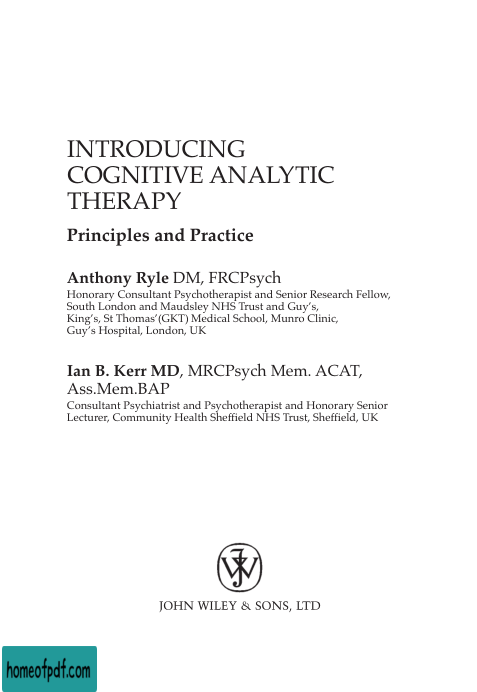 INTRODUCING
COGNITIVE ANALYTIC
THERAPY
Principles and Practice
Anthony Ryle DM, FRCPsych
Honorary Consultant Psychotherapist and Senior Research Fellow,
South London and Maudsley NHS Trust and Guy's,
King's, St Thomas'(GKT) Medical School, Munro Clinic,
Guy's Hospital, London, UK
Ian B. Kerr MD, MRCPsych Mem. ACAT,
Ass.Mem.BAP
Consultant Psychiatrist and Psychotherapist and Honorary Senior
Lecturer, Community Health Sheffield NHS Trust, Sheffield, UK
JW
JOHN WILEY & SONS, LTD
homeofpdf.com